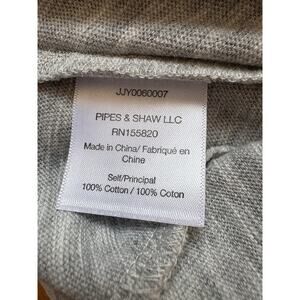 JJY0060007
PIPES & SHAW LLC
RN155820
Made in China/ Fabriqué en
Chine
Self/Principal
100% Cotton / 100% Coton